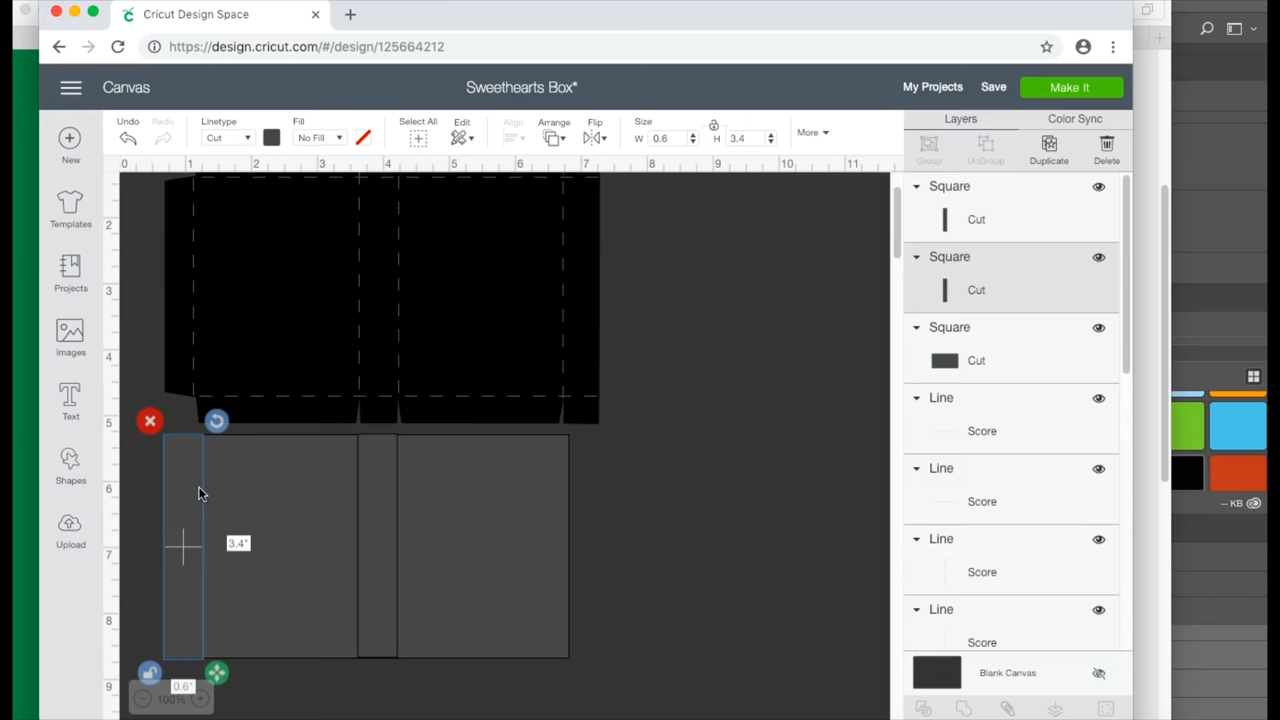 Cricut Design Space
https://design.cricut.com/#/design/125664212
Canvas
Sweethearts Box*
My Projects
Save
Make It
Undo
Redo
Linetype
Cut
Fill
No Fill
Select All
Edit
Align
Arrange
Flip
Size
W
0.6
H
3.4
More
Layers
Color Sync
Group
UnGroup
Duplicate
Delete
0
1
2
3
4
5
6
7
8
9
10
11
New
Templates
Projects
Images
Text
Shapes
Upload
2
3
4
5
6
7
8
9
3.4"
0.6"
100%
Square
Cut
Square
Cut
Square
Cut
Line
Score
Line
Score
Line
Score
Line
Score
Blank Canvas
-- KB